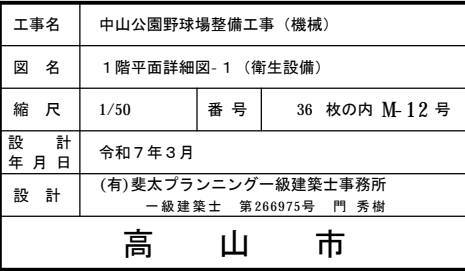 工事名 中山公園野球場整備工事（機械）
図 名 １階平面詳細図-１（衛生設備）
縮 尺 1/50 番 号 36 枚の内 M-12 号
設 計 年 月 日 令和７年３月
設 計 (有)斐太プランニング一級建築士事務所
一級建築士 第266975号 門 秀樹
高 山 市